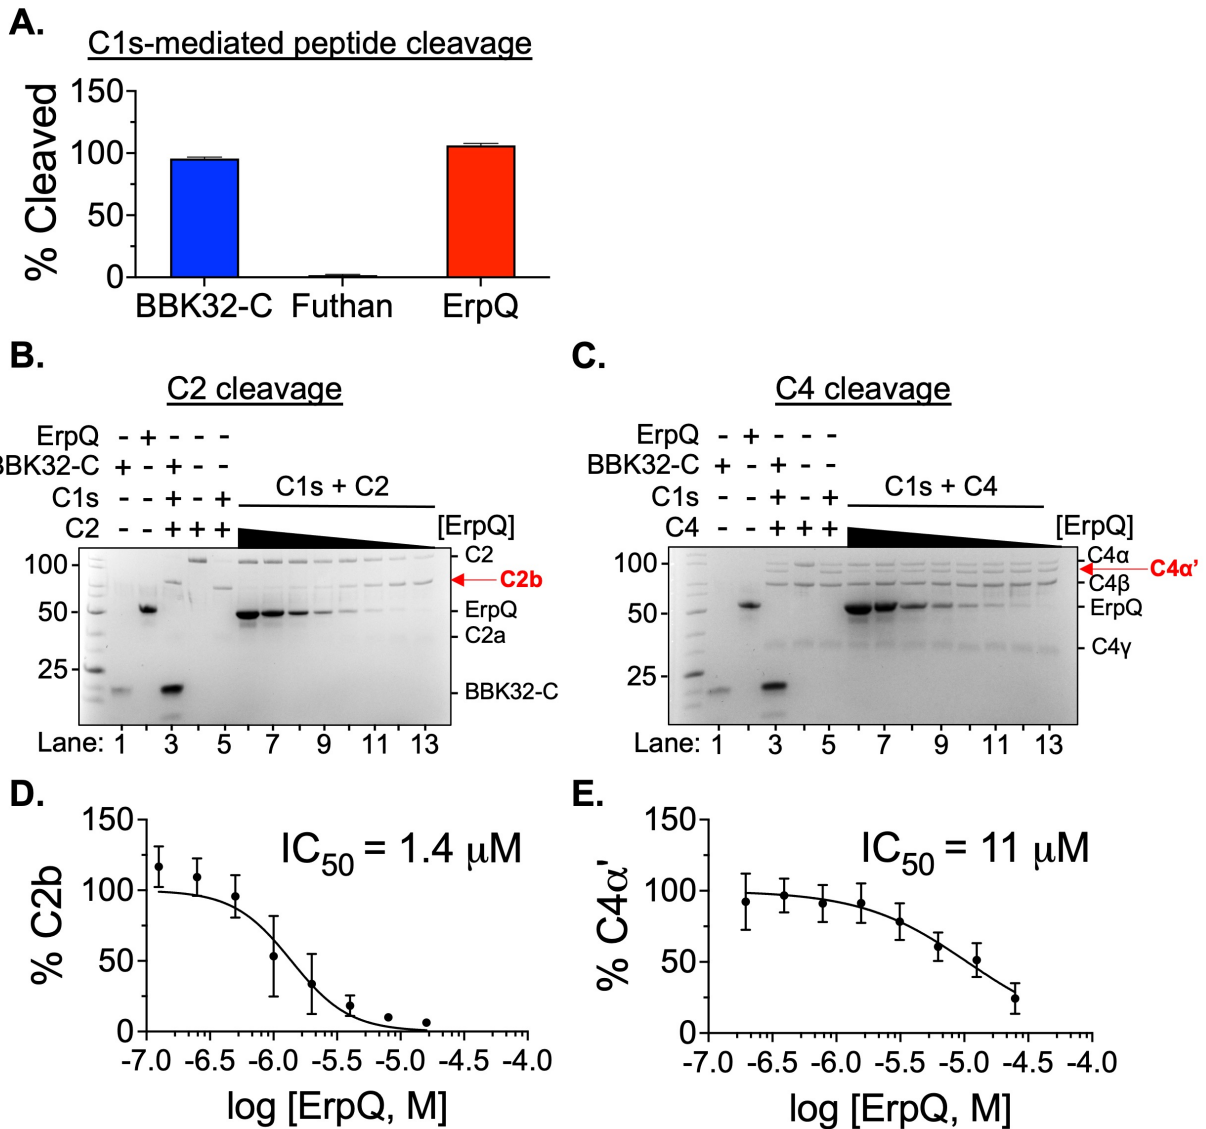 A.
C1s-mediated peptide cleavage
% Cleaved
150
100
50
0
BBK32-C Futhan ErpQ
B.
C2 cleavage
ErpQ - + - - -
BBK32-C + - + - -
C1s - - + - +
C2 - - + + +
C1s + C2
[ErpQ]
100
50
25
C2
C2b
ErpQ
C2a
BBK32-C
Lane: 1 3 5 7 9 11 13
C.
C4 cleavage
ErpQ - + - - -
BBK32-C + - + - -
C1s - - + - +
C4 - - + + +
C1s + C4
[ErpQ]
100
50
25
C4α
C4α’
C4β
ErpQ
C4γ
Lane: 1 3 5 7 9 11 13
D.
% C2b
150
100
50
0
IC50 = 1.4 μM
-7.0 -6.5 -6.0 -5.5 -5.0 -4.5 -4.0
log [ErpQ, M]
E.
% C4α'
150
100
50
0
IC50 = 11 μM
-7.0 -6.5 -6.0 -5.5 -5.0 -4.5 -4.0
log [ErpQ, M]